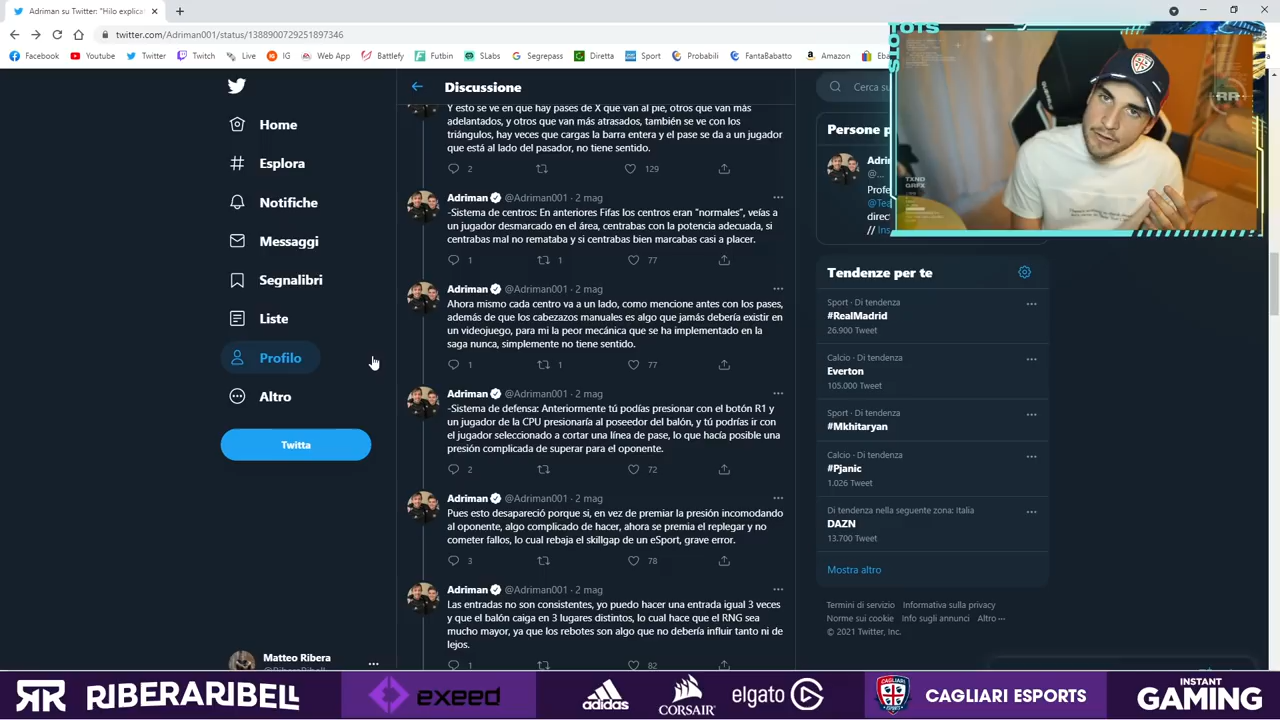 Adriman su Twitter: "Hilo explica
twitter.com/Adriman001/status/1388900729251897346
Facebook
YouTube
Twitter
Twitch
Live
IG
Web App
Battlefy
Futbin
SLabs
Segrepass
Diretta
Sport
Probabili
FantaBabatto
Amazon
TOTS
Home
Esplora
Notifiche
Messaggi
Segnalibri
Liste
Profilo
Altro
Twitta
Matteo Ribera
Discussione
Y esto se ve en que hay pases de X que van al pie, otros que van más
adelantados, y otros que van más atrasados, también se ve con los
triángulos, hay veces que cargas la barra entera y el pase se da a un jugador
que está al lado del pasador, no tiene sentido.
2 129
Adriman @Adriman001 · 2 mag
-Sistema de centros: En anteriores Fifas los centros eran "normales", veías a
un jugador desmarcado en el área, centrabas con la potencia adecuada, si
centrabas mal no remataba y si centrabas bien marcabas casi a placer.
1 1 77
Adriman @Adriman001 · 2 mag
Ahora mismo cada centro va a un lado, como mencione antes con los pases,
además de que los cabezazos manuales es algo que jamás debería existir en
un videojuego, para mi la peor mecánica que se ha implementado en la
saga nunca, simplemente no tiene sentido.
1 1 77
Adriman @Adriman001 · 2 mag
-Sistema de defensa: Anteriormente tú podías presionar con el botón R1 y
un jugador de la CPU presionaría al poseedor del balón, y tú podrías ir con
el jugador seleccionado a cortar una línea de pase, lo que hacía posible una
presión complicada de superar para el oponente.
2 72
Adriman @Adriman001 · 2 mag
Pues esto desapareció porque si, en vez de premiar la presión incomodando
al oponente, algo complicado de hacer, ahora se premia el replegar y no
cometer fallos, lo cual rebaja el skillgap de un eSport, grave error.
3 78
Adriman @Adriman001 · 2 mag
Las entradas no son consistentes, yo puedo hacer una entrada igual 3 veces
y que el balón caiga en 3 lugares distintos, lo cual hace que el RNG sea
mucho mayor, ya que los rebotes son algo que no debería influir tanto ni de
lejos.
1 82
Cerca su
Persone p
Adri
@...
Profe
@Tea
direct
// Ins
TXND
QRFX
RR
Tendenze per te
Sport · Di tendenza
#RealMadrid
26.900 Tweet
Calcio · Di tendenza
Everton
105.000 Tweet
Sport · Di tendenza
#Mkhitaryan
Calcio · Di tendenza
#Pjanic
1.026 Tweet
Di tendenza nella seguente zona: Italia
DAZN
13.700 Tweet
Mostra altro
Termini di servizio Informativa sulla privacy
Norme sui cookie Info sugli annunci Altro ···
© 2021 Twitter, Inc.
RR RIBERARIBELL exeed adidas CORSAIR elgato CAGLIARI ESPORTS INSTANT GAMING